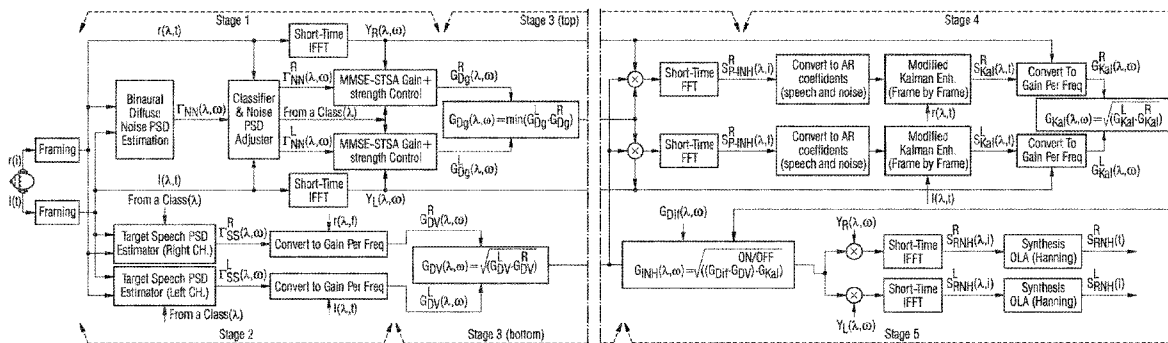 Stage 1
Stage 3 (top)
Stage 4
r(λ,t)
Short-Time
IFFT
Y_R(λ,ω)
Binaural
Diffuse
Noise PSD
Estimation
Γ_NN(λ,ω)
Classifier
& Noise
PSD
Adjuster
Γ_NN^R(λ,ω)
MMSE-STSA Gain+
strength Control
G_Dg^R(λ,ω)
From a Class(λ)
Γ_NN^L(λ,ω)
MMSE-STSA Gain+
strength Control
G_Dg(λ,ω)=min(G_Dg^L·G_Dg^R)
G_Dg^L(λ,ω)
r(i)
Framing
l(t)
Framing
l(λ,t)
Short-Time
IFFT
Y_L(λ,ω)
From a Class(λ)
Target Speech PSD
Estimator (Right CH.)
Γ_SS^R(λ,ω)
r(λ,t)
Convert to Gain Per Freq
G_DV^R(λ,ω)
G_DV(λ,ω)=√(G_DV^L·G_DV^R)
Target Speech PSD
Estimator (Left CH.)
Γ_SS^L(λ,ω)
Convert to Gain Per Freq
G_DV^L(λ,ω)
From a Class(λ)
l(λ,t)
Stage 2
Stage 3 (bottom)
Short-Time
FFT
S_P-INH^R(λ,i)
Convert to AR
coeffidents
(speech and noise)
Modified
Kalman Enh.
(Frame by Frame)
S_Kal^R(λ,t)
Convert To
Gain Per Freq
G_Kal^R(λ,ω)
r(λ,t)
G_Kal(λ,ω)=√(G_Kal^L·G_Kal^R)
Short-Time
FFT
S_P-INH^R(λ,i)
Convert to AR
coeffidents
(speech and noise)
Modified
Kalman Enh.
(Frame by Frame)
S_Kal^L(λ,t)
Convert To
Gain Per Freq
G_Kal^L(λ,ω)
l(λ,t)
G_Dif(λ,ω)
ON/OFF
G_INH(λ,ω)=√((G_Dif·G_DV)·G_Kal)
Y_R(λ,ω)
Short-Time
IFFT
S_RNH^R(λ,i)
Synthesis
OLA (Hanning)
S_RNH^R(t)
Short-Time
IFFT
S_RNH^L(λ,i)
Synthesis
OLA (Hanning)
S_RNH^L(i)
Y_L(λ,ω)
Stage 5